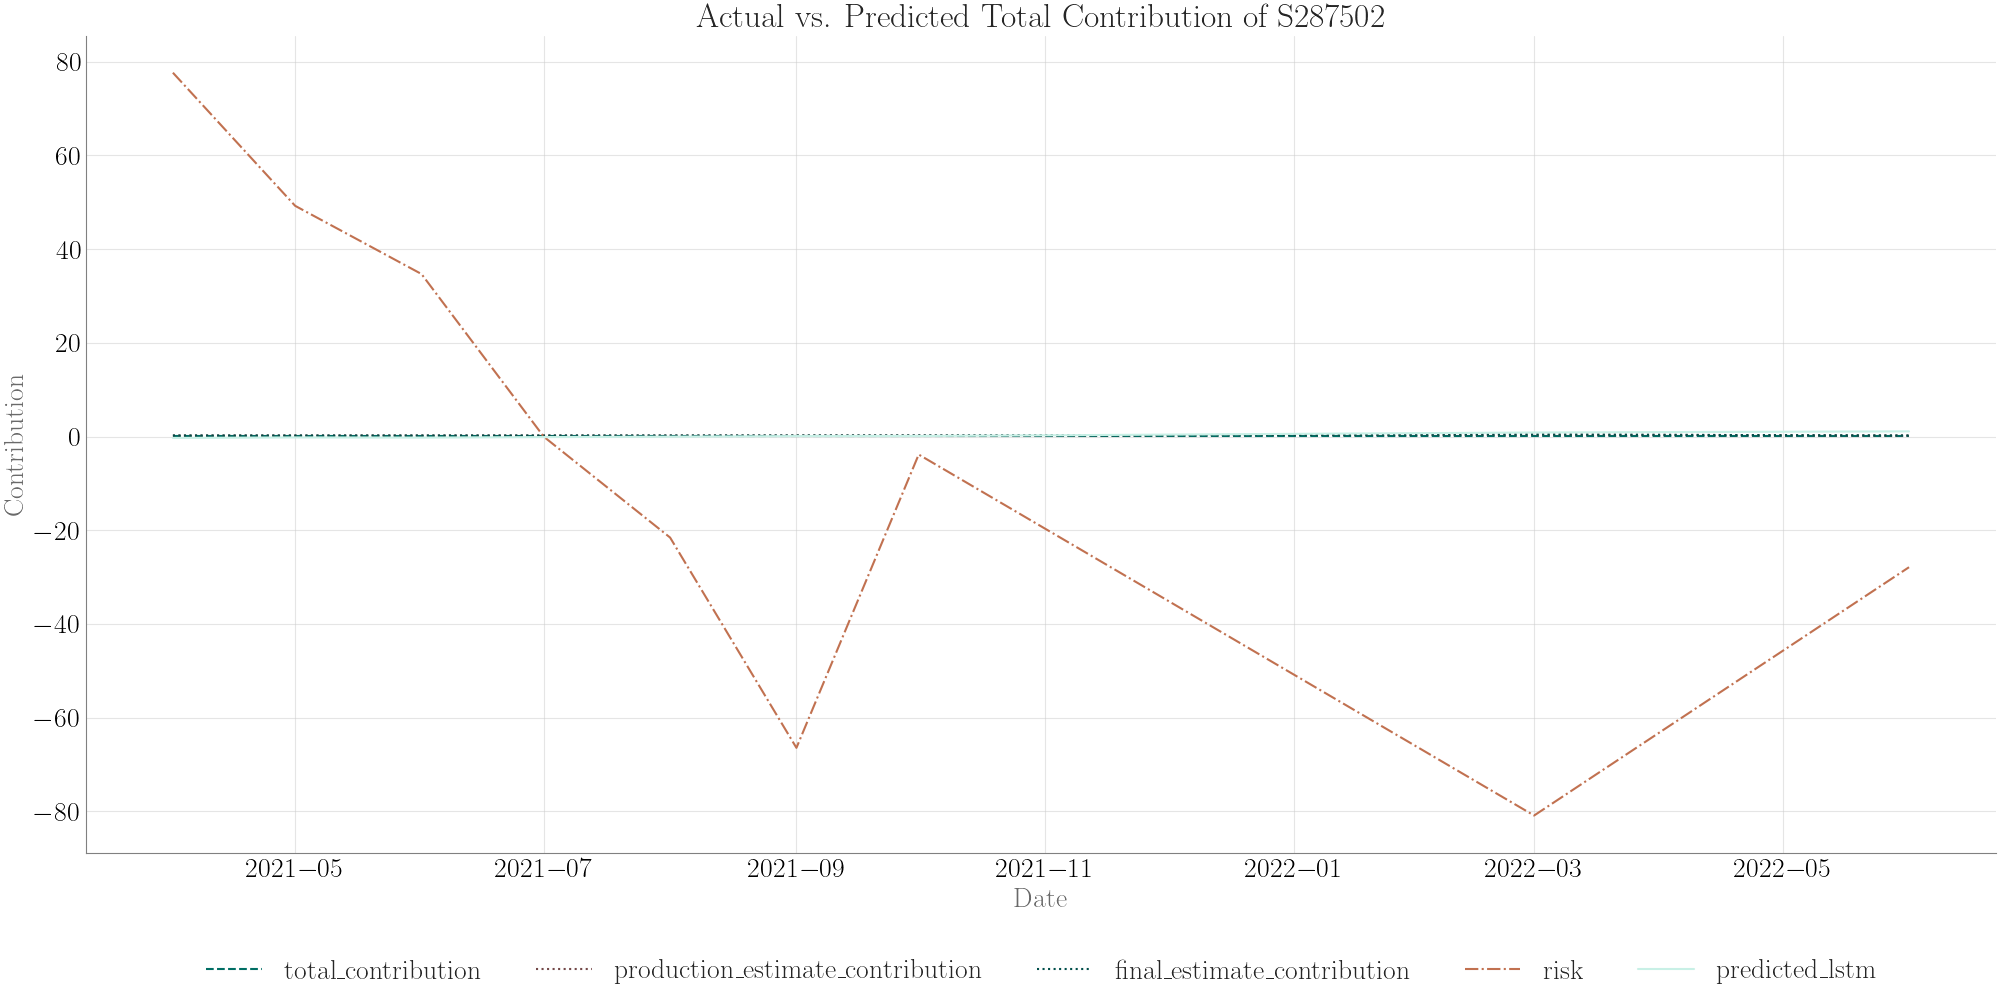 Actual vs. Predicted Total Contribution of S287502
80
60
40
20
0
−20
−40
−60
−80
Contribution
2021−05 2021−07 2021−09 2021−11 2022−01 2022−03 2022−05
Date
total_contribution production_estimate_contribution final_estimate_contribution risk predicted_lstm